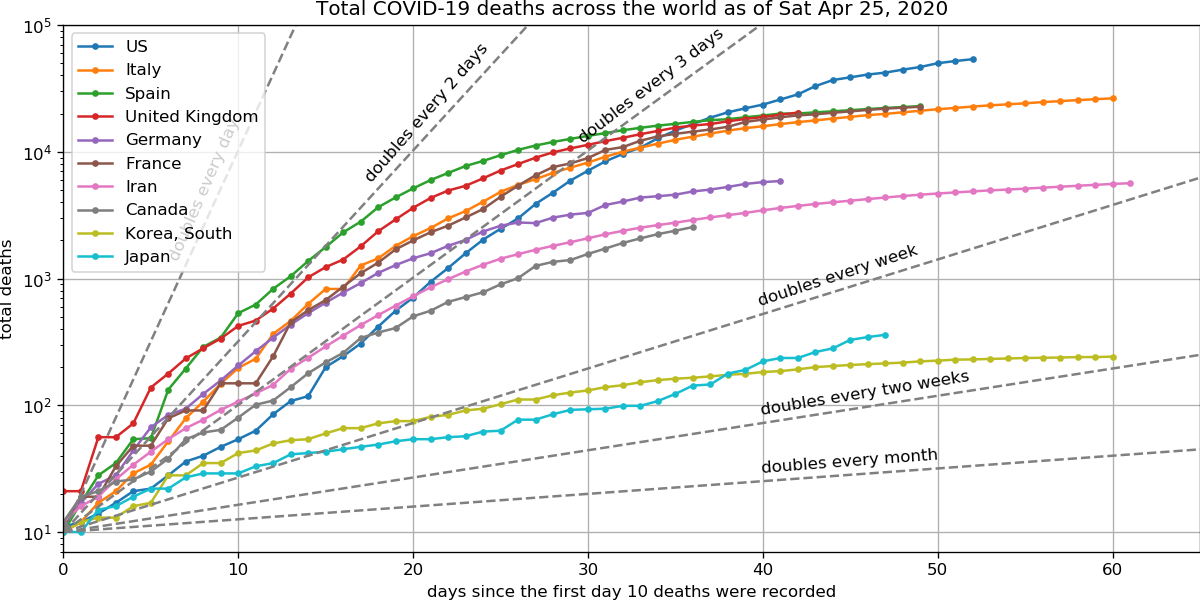 Total COVID-19 deaths across the world as of Sat Apr 25, 2020
total deaths
10^5
10^4
10^3
10^2
10^1
US
Italy
Spain
United Kingdom
Germany
France
Iran
Canada
Korea, South
Japan
doubles every day
doubles every 2 days
doubles every 3 days
doubles every week
doubles every two weeks
doubles every month
0 10 20 30 40 50 60
days since the first day 10 deaths were recorded